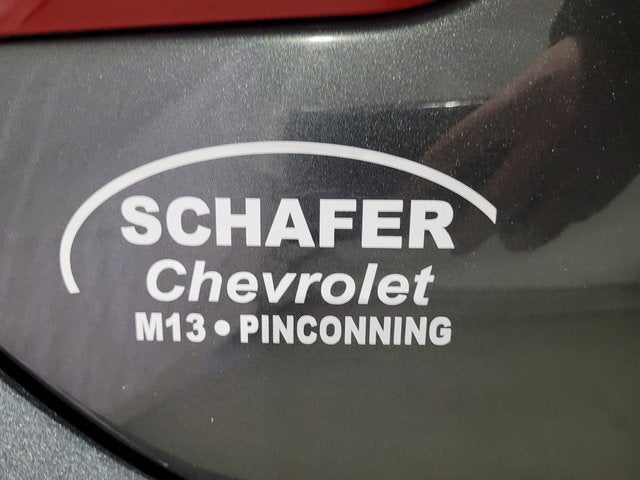 SCHAFER
Chevrolet
M13 • PINCONNING